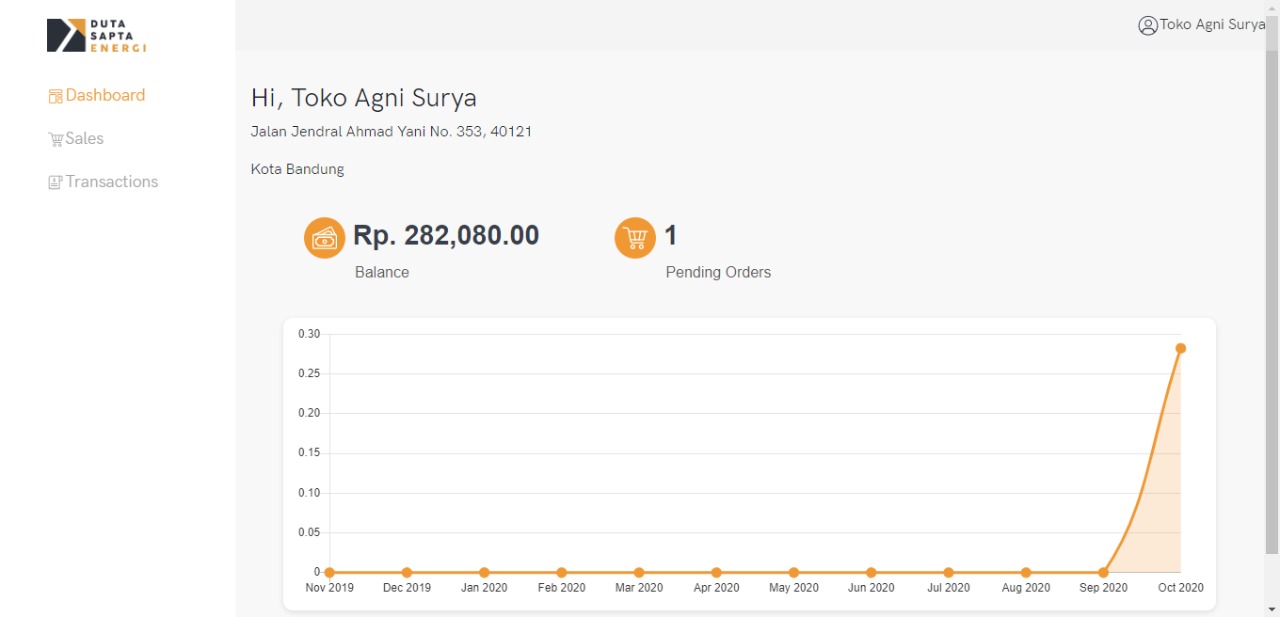 DUTA
SAPTA
ENERGI
Toko Agni Surya
Dashboard
Sales
Transactions
Hi, Toko Agni Surya
Jalan Jendral Ahmad Yani No. 353, 40121
Kota Bandung
Rp. 282,080.00
Balance
1
Pending Orders
0.30
0.25
0.20
0.15
0.10
0.05
0
Nov 2019 Dec 2019 Jan 2020 Feb 2020 Mar 2020 Apr 2020 May 2020 Jun 2020 Jul 2020 Aug 2020 Sep 2020 Oct 2020